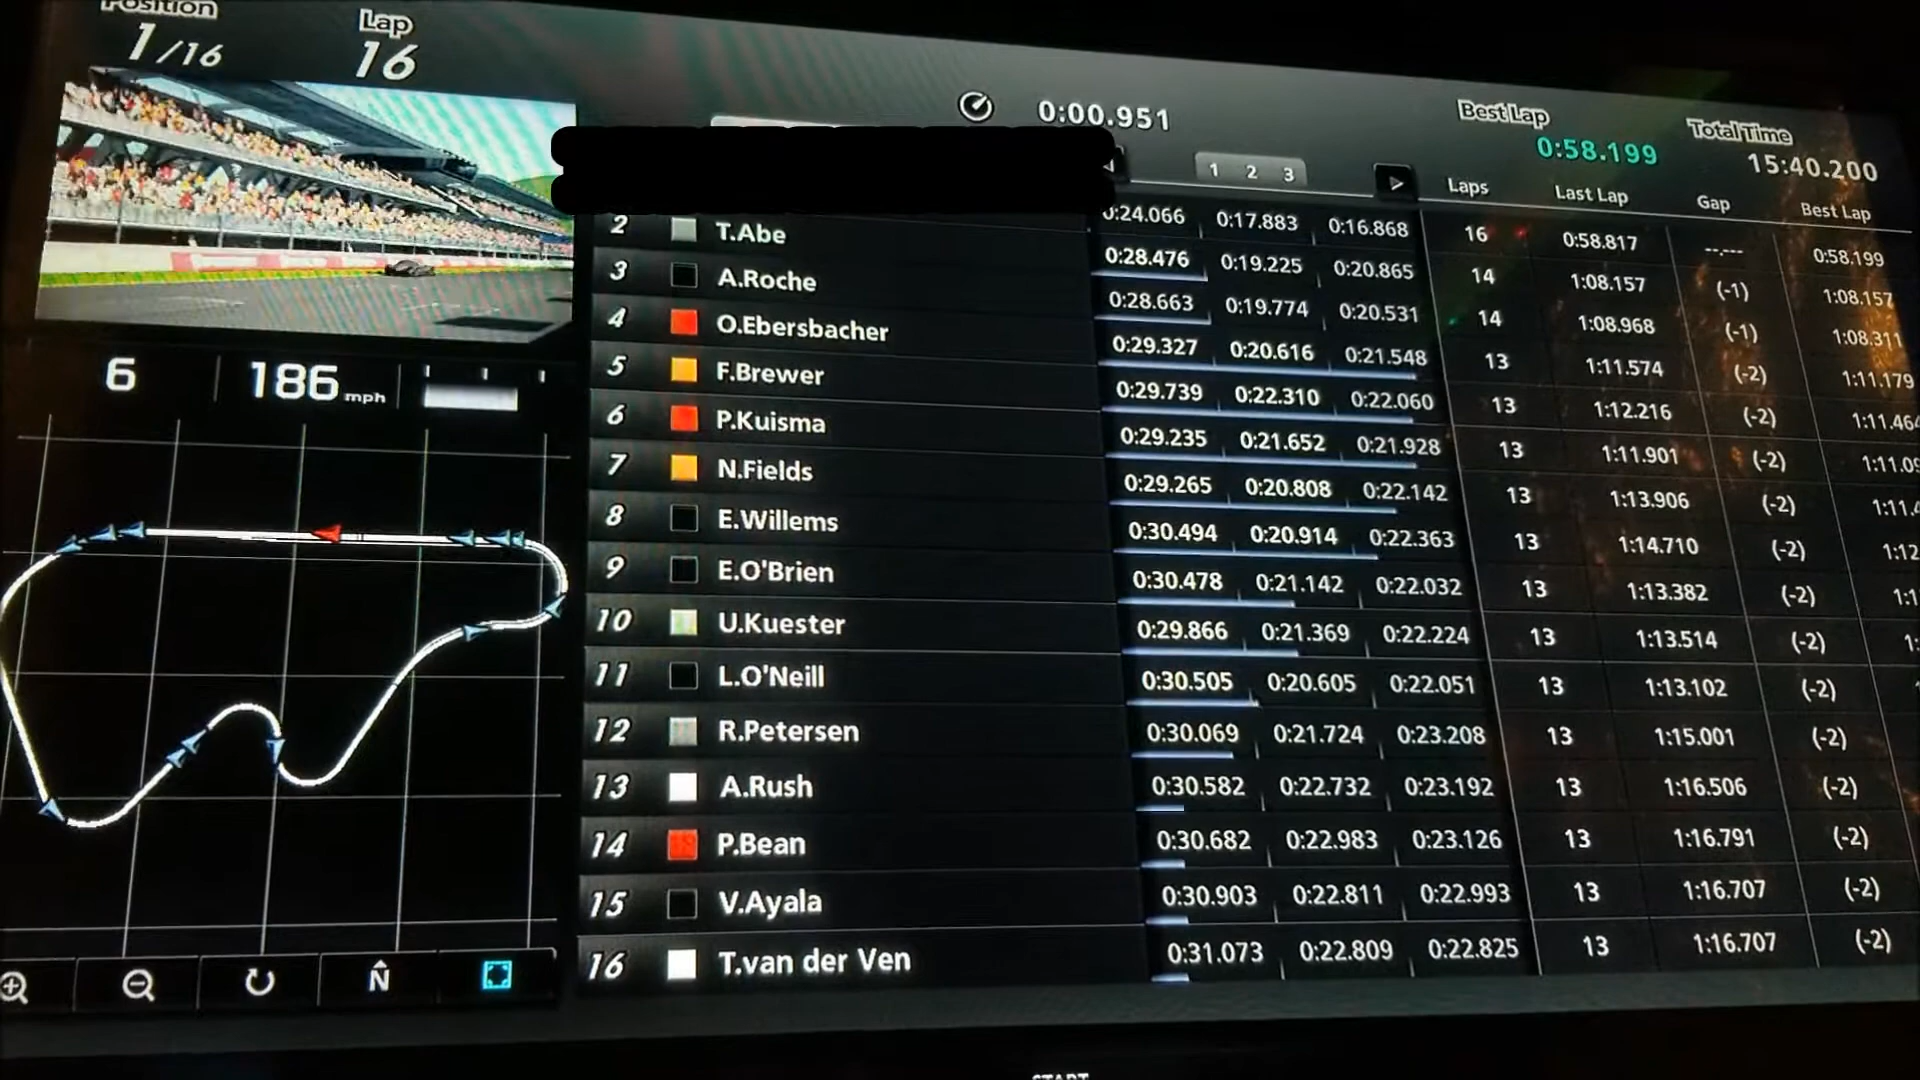 Position Lap
1/16 16
0:00.951
Best Lap Total Time
0:58.199 15:40.200
1 2 3 Laps Last Lap Gap Best Lap
0:24.066 0:17.883 0:16.868 16 0:58.817 --.--- 0:58.199
2 T.Abe 0:28.476 0:19.225 0:20.865 14 1:08.157 (-1) 1:08.157
3 A.Roche 0:28.663 0:19.774 0:20.531 14 1:08.968 (-1) 1:08.311
4 O.Ebersbacher 0:29.327 0:20.616 0:21.548 13 1:11.574 (-2) 1:11.179
5 F.Brewer 0:29.739 0:22.310 0:22.060 13 1:12.216 (-2) 1:11.464
6 P.Kuisma 0:29.235 0:21.652 0:21.928 13 1:11.901 (-2) 1:11.09
7 N.Fields 0:29.265 0:20.808 0:22.142 13 1:13.906 (-2) 1:11.4
8 E.Willems 0:30.494 0:20.914 0:22.363 13 1:14.710 (-2) 1:12
9 E.O'Brien 0:30.478 0:21.142 0:22.032 13 1:13.382 (-2) 1:1
10 U.Kuester 0:29.866 0:21.369 0:22.224 13 1:13.514 (-2) 1:
11 L.O'Neill 0:30.505 0:20.605 0:22.051 13 1:13.102 (-2)
12 R.Petersen 0:30.069 0:21.724 0:23.208 13 1:15.001 (-2)
13 A.Rush 0:30.582 0:22.732 0:23.192 13 1:16.506 (-2)
14 P.Bean 0:30.682 0:22.983 0:23.126 13 1:16.791 (-2)
15 V.Ayala 0:30.903 0:22.811 0:22.993 13 1:16.707 (-2)
16 T.van der Ven 0:31.073 0:22.809 0:22.825 13 1:16.707 (-2)
6 186 mph
N
START